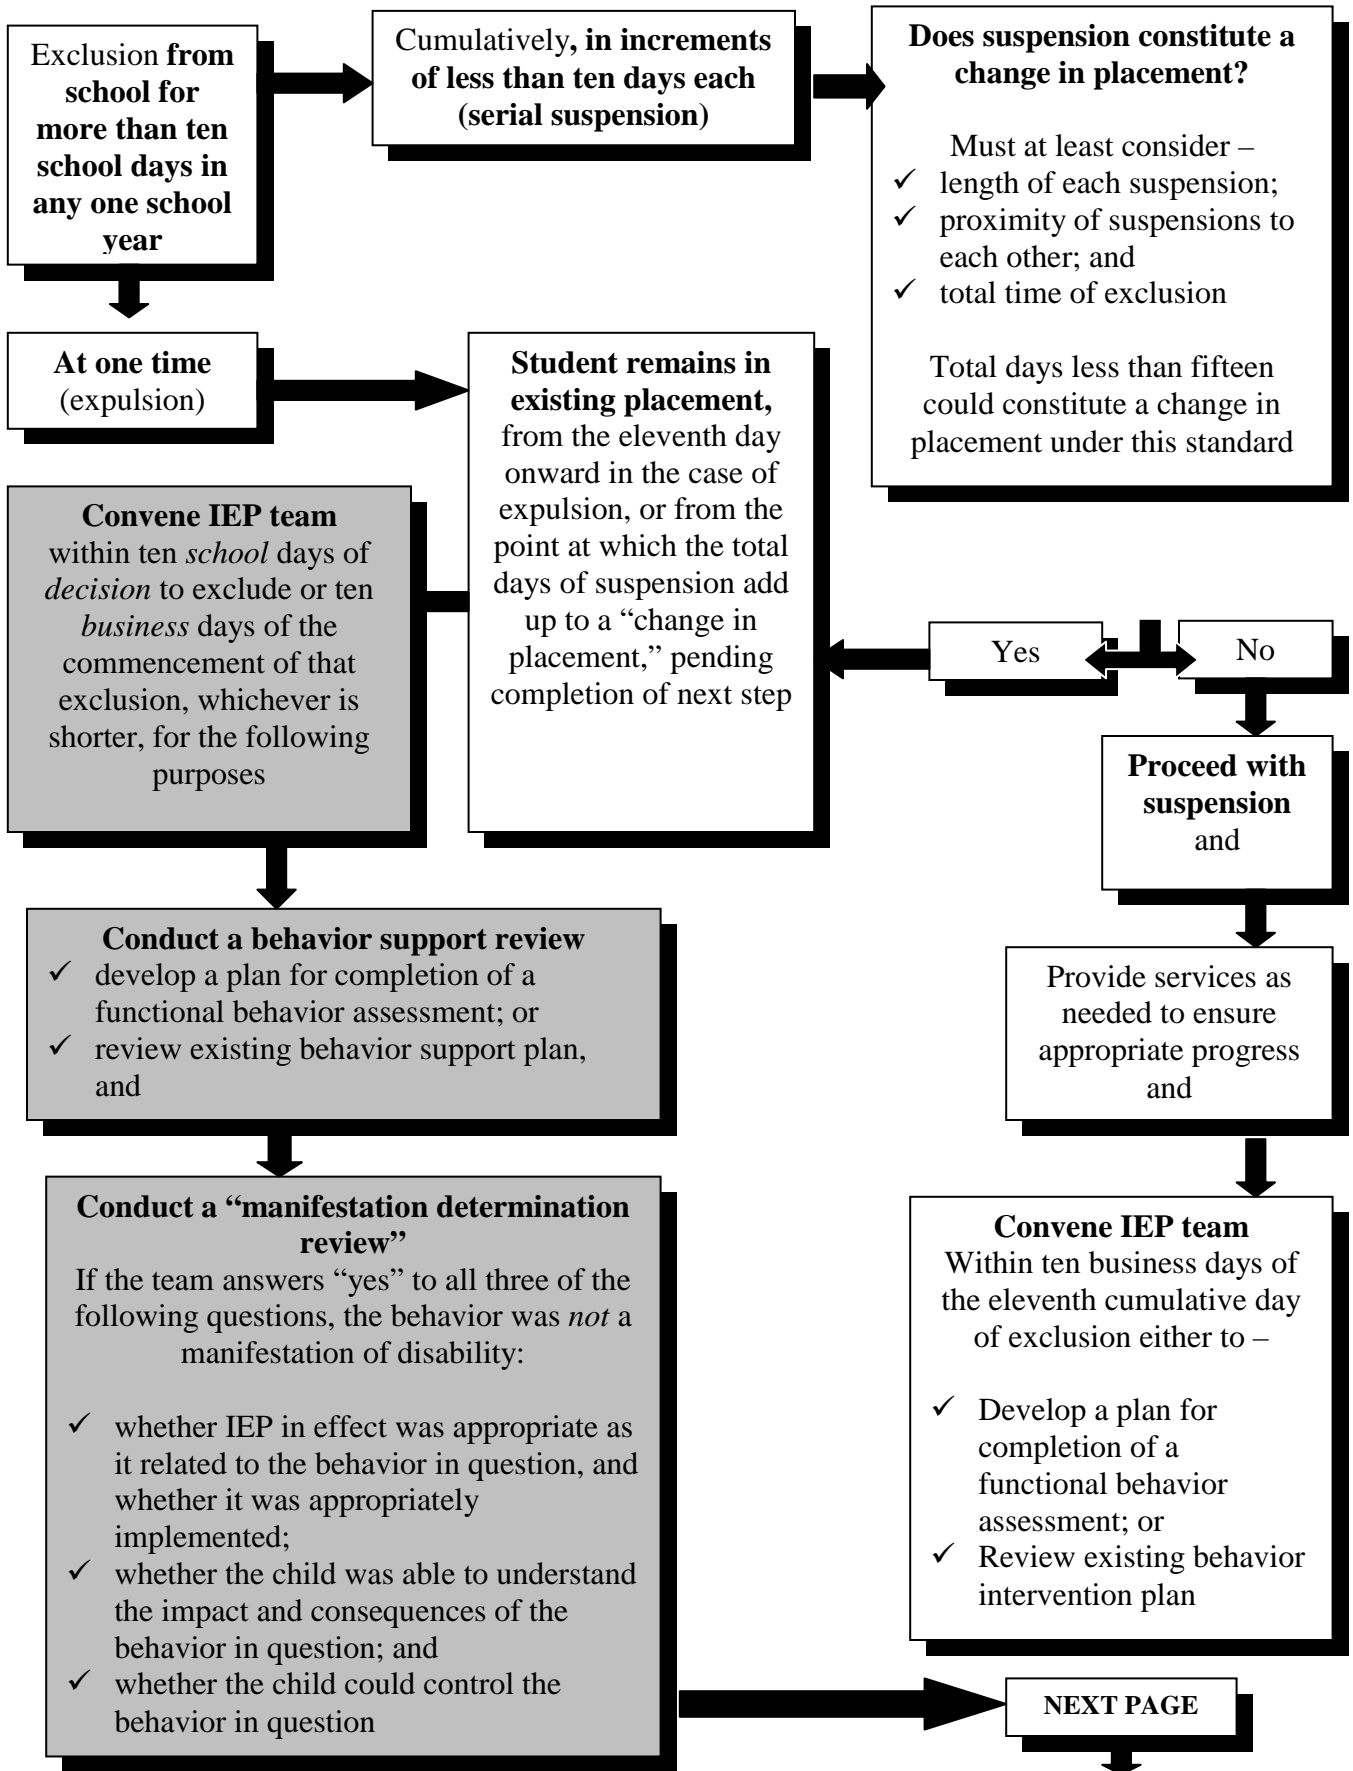 Exclusion from
school for
more than ten
school days in
any one school
year
Cumulatively, in increments
of less than ten days each
(serial suspension)
Does suspension constitute a
change in placement?
Must at least consider –
✓ length of each suspension;
✓ proximity of suspensions to
each other; and
✓ total time of exclusion
Total days less than fifteen
could constitute a change in
placement under this standard
At one time
(expulsion)
Student remains in
existing placement,
from the eleventh day
onward in the case of
expulsion, or from the
point at which the total
days of suspension add
up to a “change in
placement,” pending
completion of next step
Convene IEP team
within ten school days of
decision to exclude or ten
business days of the
commencement of that
exclusion, whichever is
shorter, for the following
purposes
Yes
No
Proceed with
suspension
and
Conduct a behavior support review
✓ develop a plan for completion of a
functional behavior assessment; or
✓ review existing behavior support plan,
and
Provide services as
needed to ensure
appropriate progress
and
Conduct a “manifestation determination
review”
If the team answers “yes” to all three of the
following questions, the behavior was not a
manifestation of disability:
✓ whether IEP in effect was appropriate as
it related to the behavior in question, and
whether it was appropriately
implemented;
✓ whether the child was able to understand
the impact and consequences of the
behavior in question; and
✓ whether the child could control the
behavior in question
Convene IEP team
Within ten business days of
the eleventh cumulative day
of exclusion either to –
✓ Develop a plan for
completion of a
functional behavior
assessment; or
✓ Review existing behavior
intervention plan
NEXT PAGE